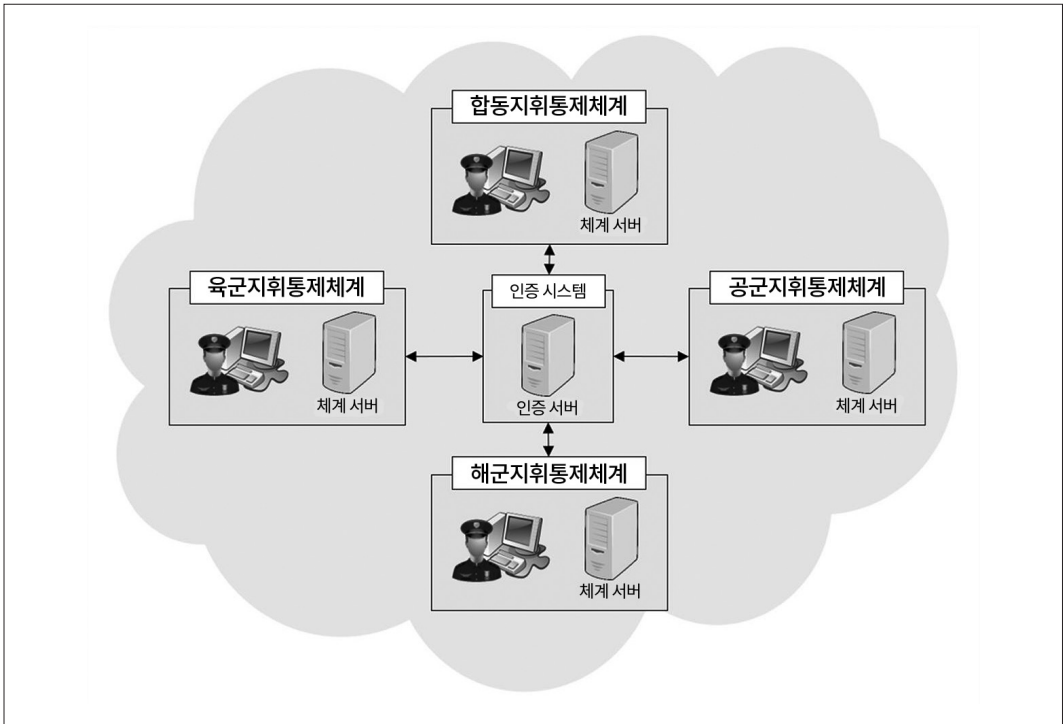 합동지휘통제체계
체계 서버
육군지휘통제체계
체계 서버
인증 시스템
인증 서버
공군지휘통제체계
체계 서버
해군지휘통제체계
체계 서버